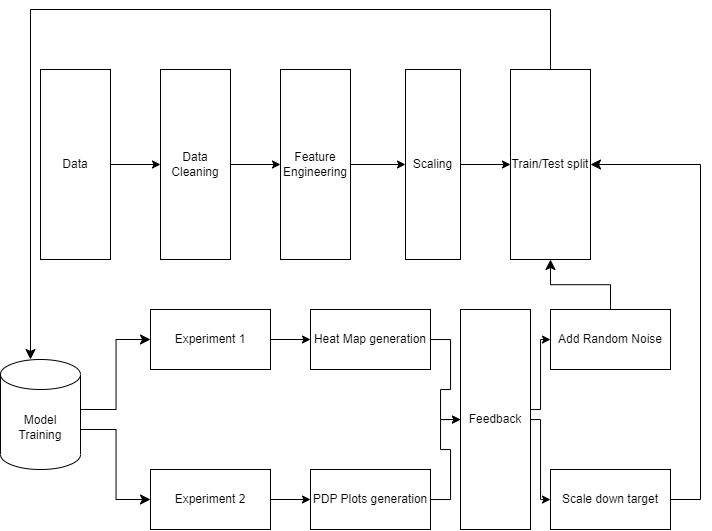 Data
Data
Cleaning
Feature
Engineering
Scaling
Train/Test split
Experiment 1
Heat Map generation
Add Random Noise
Model
Training
Feedback
Experiment 2
PDP Plots generation
Scale down target